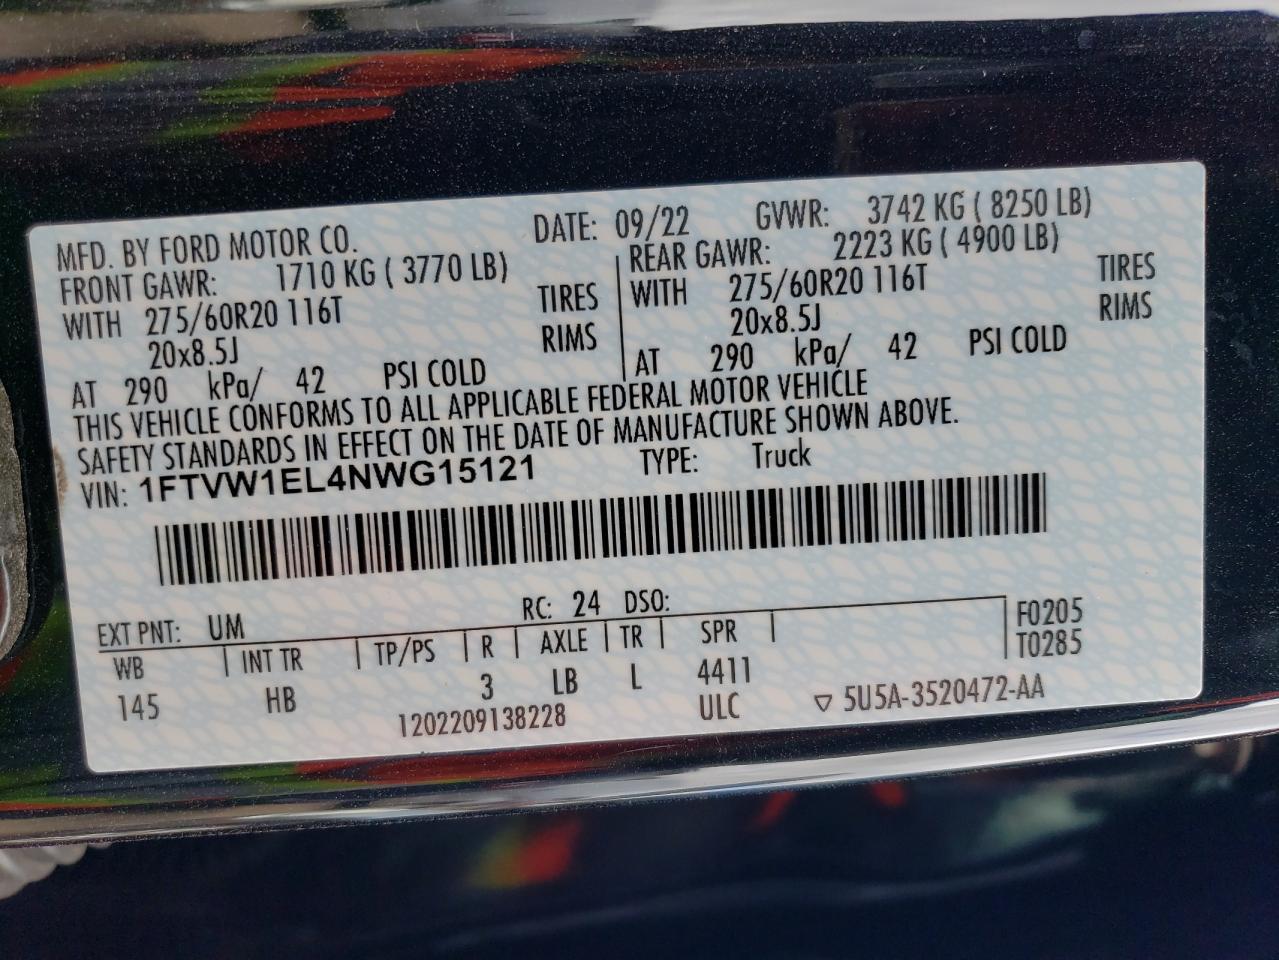 MFD. BY FORD MOTOR CO. DATE: 09/22 GVWR: 3742 KG ( 8250 LB)
FRONT GAWR: 1710 KG ( 3770 LB)
WITH 275/60R20 116T TIRES
20x8.5J RIMS
AT 290 kPa/ 42 PSI COLD
REAR GAWR: 2223 KG ( 4900 LB)
WITH 275/60R20 116T TIRES
20x8.5J RIMS
AT 290 kPa/ 42 PSI COLD
THIS VEHICLE CONFORMS TO ALL APPLICABLE FEDERAL MOTOR VEHICLE
SAFETY STANDARDS IN EFFECT ON THE DATE OF MANUFACTURE SHOWN ABOVE.
VIN: 1FTVW1EL4NWG15121 TYPE: Truck
EXT PNT: UM RC: 24 DSO:
WB INT TR TP/PS R AXLE TR SPR
145 HB 3 LB L 4411
F0205
T0285
1202209138228 ULC ▽ 5U5A-3520472-AA